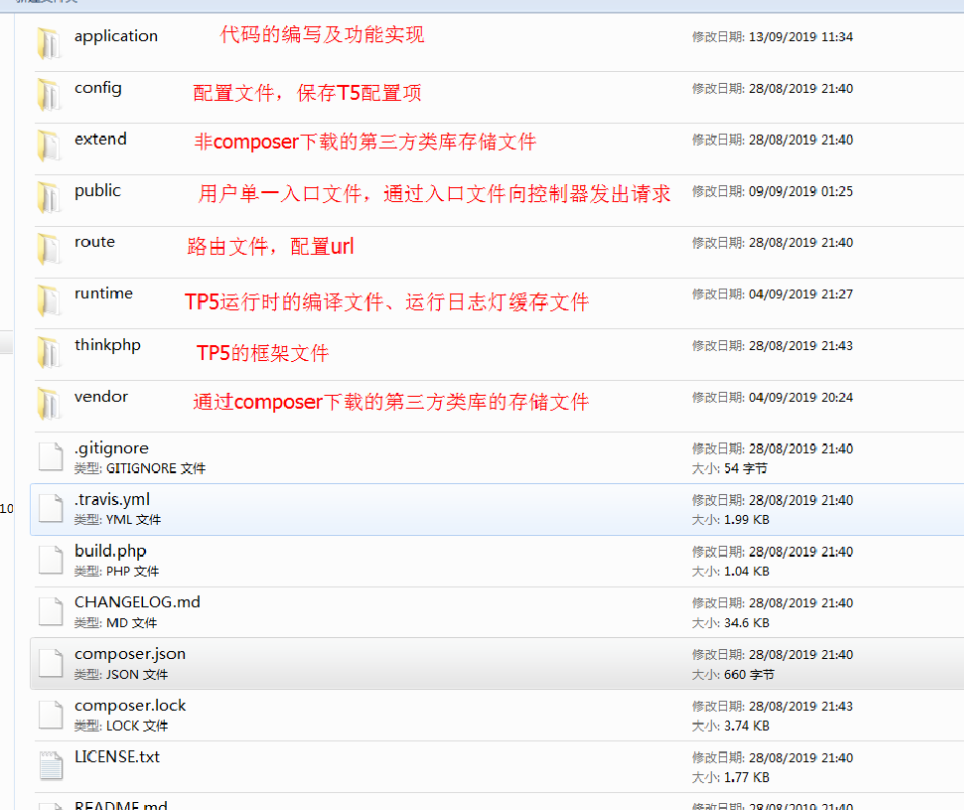 application 代码的编写及功能实现 修改日期: 13/09/2019 11:34
config 配置文件，保存T5配置项 修改日期: 28/08/2019 21:40
extend 非composer下载的第三方类库存储文件 修改日期: 28/08/2019 21:40
public 用户单一入口文件，通过入口文件向控制器发出请求 修改日期: 09/09/2019 01:25
route 路由文件，配置url 修改日期: 28/08/2019 21:40
runtime TP5运行时的编译文件、运行日志灯缓存文件 修改日期: 04/09/2019 21:27
thinkphp TP5的框架文件 修改日期: 28/08/2019 21:43
vendor 通过composer下载的第三方类库的存储文件 修改日期: 04/09/2019 20:24
.gitignore 修改日期: 28/08/2019 21:40
类型: GITIGNORE 文件 大小: 54 字节
.travis.yml 修改日期: 28/08/2019 21:40
10
类型: YML 文件 大小: 1.99 KB
build.php 修改日期: 28/08/2019 21:40
类型: PHP 文件 大小: 1.04 KB
CHANGELOG.md 修改日期: 28/08/2019 21:40
类型: MD 文件 大小: 34.6 KB
composer.json 修改日期: 28/08/2019 21:40
类型: JSON 文件 大小: 660 字节
composer.lock 修改日期: 28/08/2019 21:43
类型: LOCK 文件 大小: 3.74 KB
LICENSE.txt 修改日期: 28/08/2019 21:40
大小: 1.77 KB
README.md 修改日期: 28/08/2019 21:40